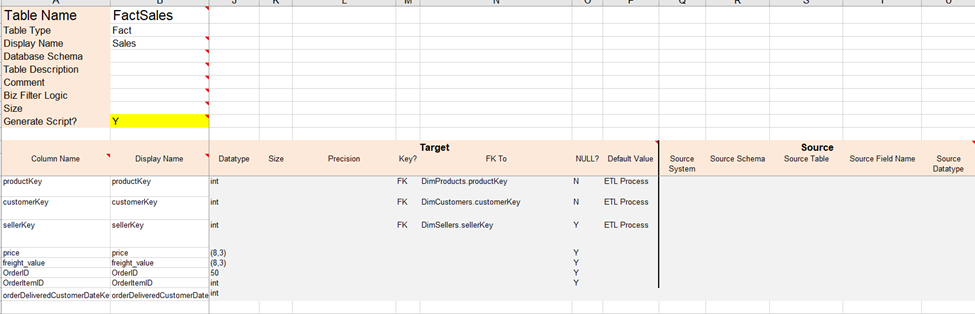 A B J K L M N O P Q R S T U
Table Name FactSales
Table Type Fact
Display Name Sales
Database Schema
Table Description
Comment
Biz Filter Logic
Size
Generate Script? Y
Target Source
Column Name Display Name Datatype Size Precision Key? FK To NULL? Default Value Source System Source Schema Source Table Source Field Name Source Datatype
productKey productKey int FK DimProducts.productKey N ETL Process
customerKey customerKey int FK DimCustomers.customerKey N ETL Process
sellerKey sellerKey int FK DimSellers.sellerKey Y ETL Process
price price (8,3) Y
freight_value freight_value (8,3) Y
OrderID OrderID 50 Y
OrderItemID OrderItemID int Y
orderDeliveredCustomerDateKe orderDeliveredCustomerDate int